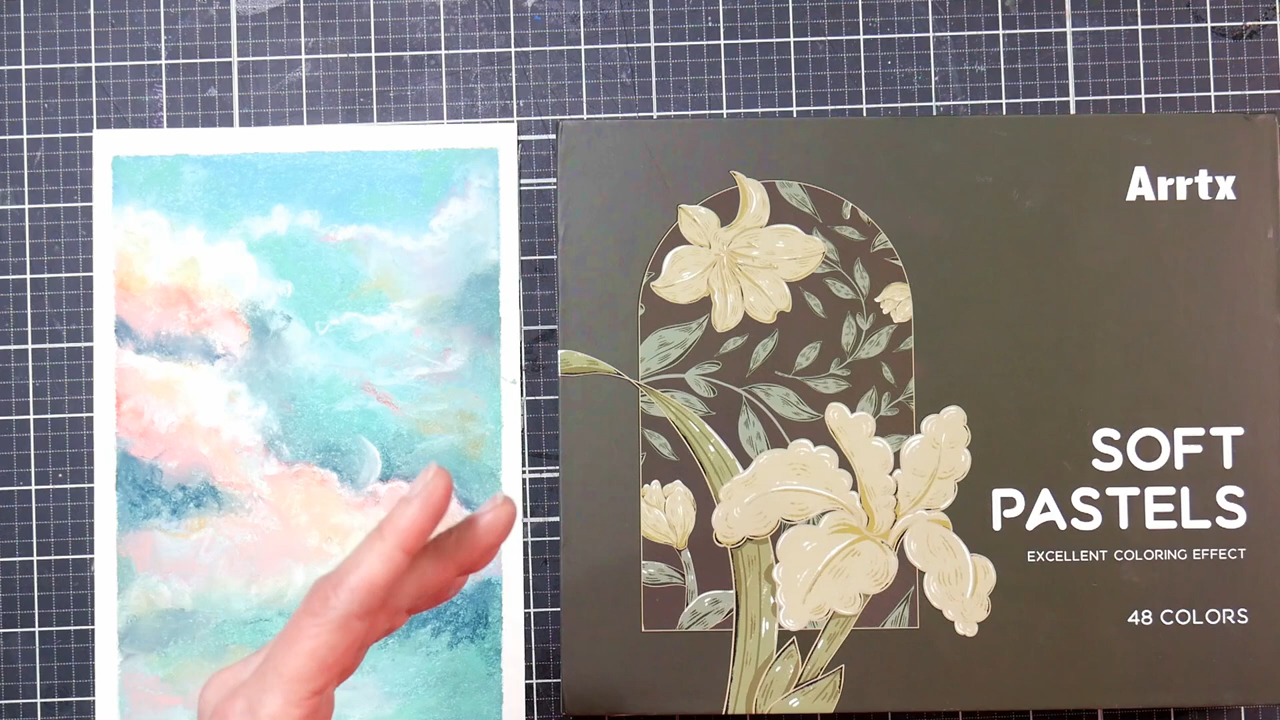 Arrtx
SOFT
PASTELS
EXCELLENT COLORING EFFECT
48 COLORS